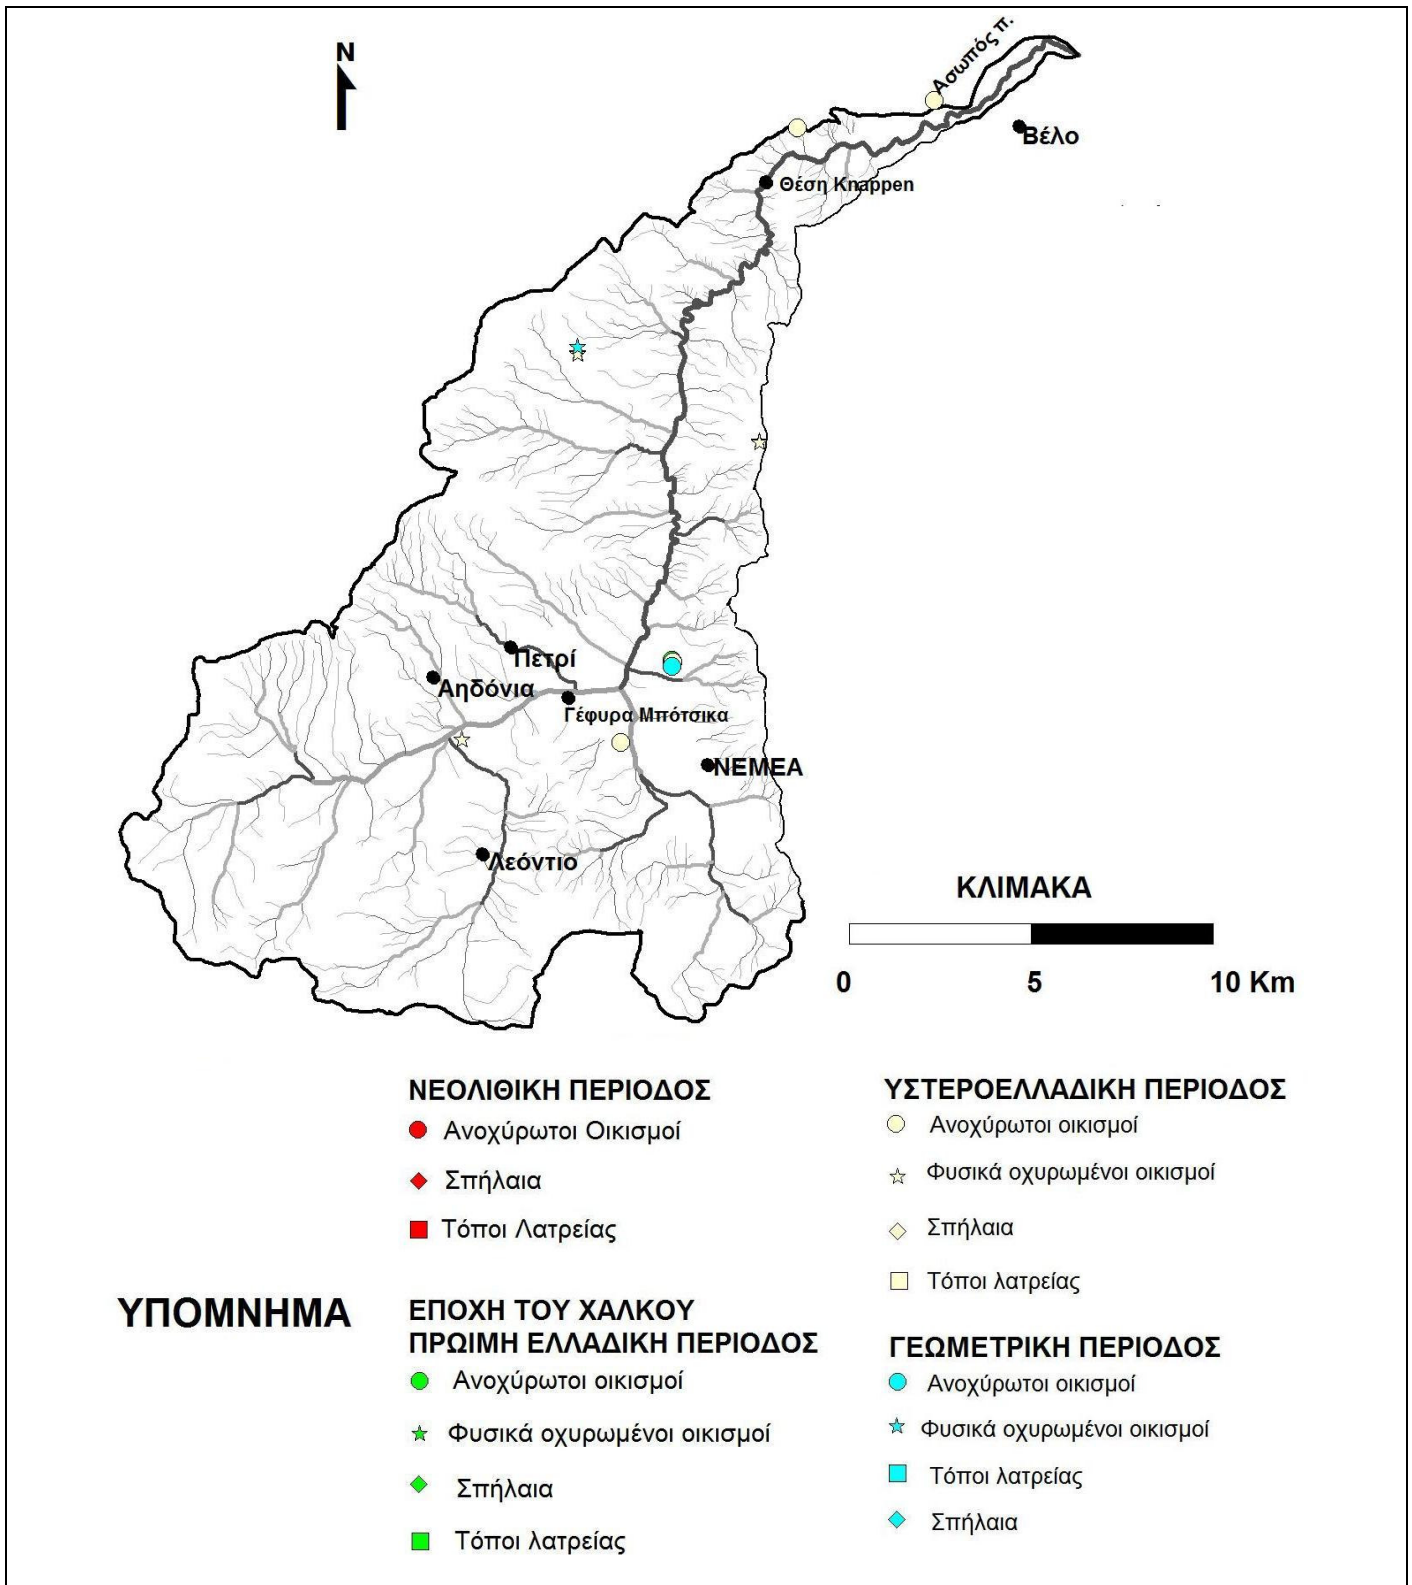 N
Ασωπός π.
Βέλο
Θέση Knappen
Πετρί
Αηδόνια
Γέφυρα Μπότσικα
ΝΕΜΕΑ
Λεόντιο
ΚΛΙΜΑΚΑ
0 5 10 Km
ΝΕΟΛΙΘΙΚΗ ΠΕΡΙΟΔΟΣ
Ανοχύρωτοι Οικισμοί
Σπήλαια
Τόποι Λατρείας
ΥΠΟΜΝΗΜΑ
ΕΠΟΧΗ ΤΟΥ ΧΑΛΚΟΥ
ΠΡΩΙΜΗ ΕΛΛΑΔΙΚΗ ΠΕΡΙΟΔΟΣ
Ανοχύρωτοι οικισμοί
Φυσικά οχυρωμένοι οικισμοί
Σπήλαια
Τόποι λατρείας
ΥΣΤΕΡΟΕΛΛΑΔΙΚΗ ΠΕΡΙΟΔΟΣ
Ανοχύρωτοι οικισμοί
Φυσικά οχυρωμένοι οικισμοί
Σπήλαια
Τόποι λατρείας
ΓΕΩΜΕΤΡΙΚΗ ΠΕΡΙΟΔΟΣ
Ανοχύρωτοι οικισμοί
Φυσικά οχυρωμένοι οικισμοί
Τόποι λατρείας
Σπήλαια